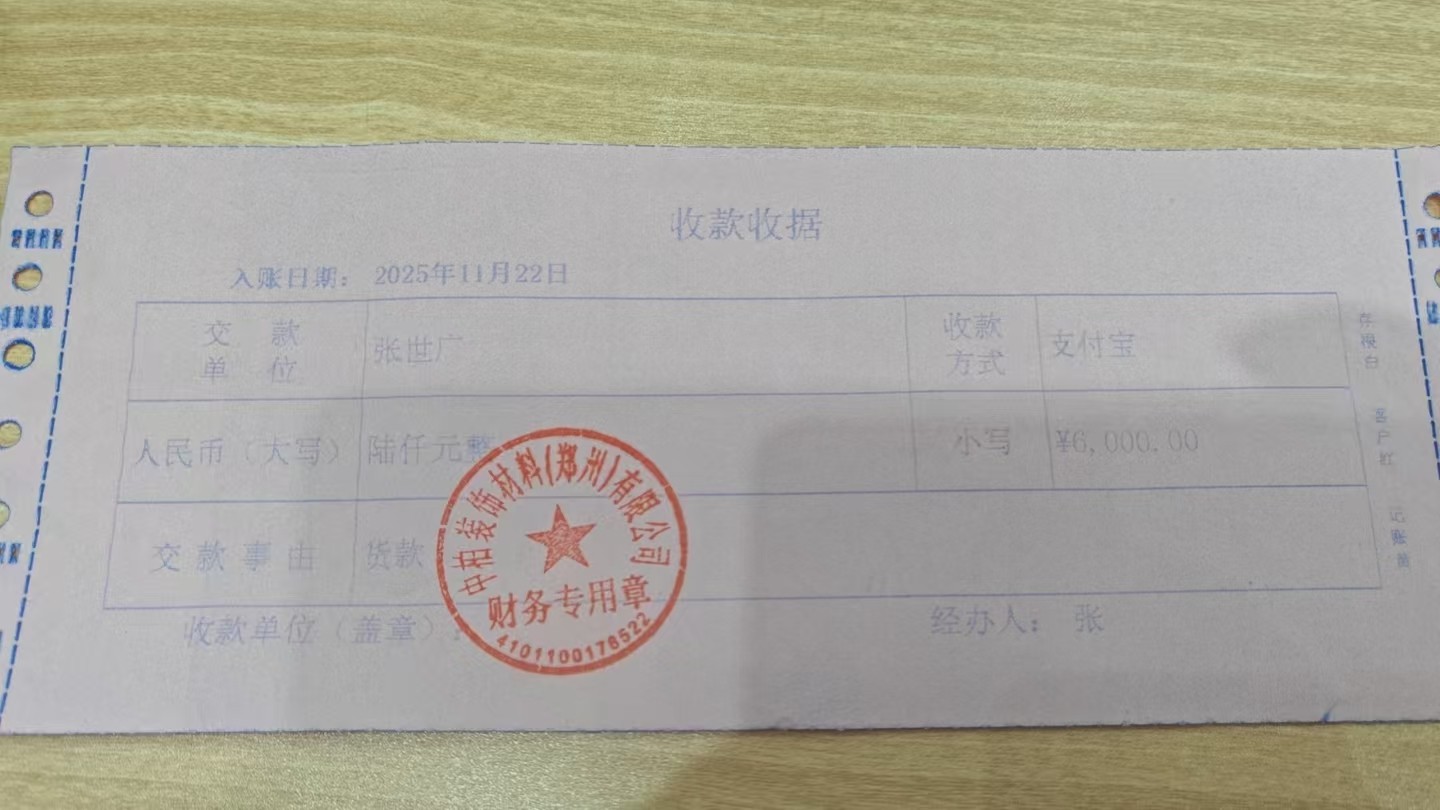 收款收据
入账日期： 2025年11月22日
交款单位 张世广 收款方式 支付宝
人民币（大写） 陆仟元整 小写 ¥6,000.00
交款事由 货款
收款单位（盖章）： 经办人： 张
中柏装饰材料(郑州)有限公司
财务专用章
4101100176522
存根白 客户红 记账黄